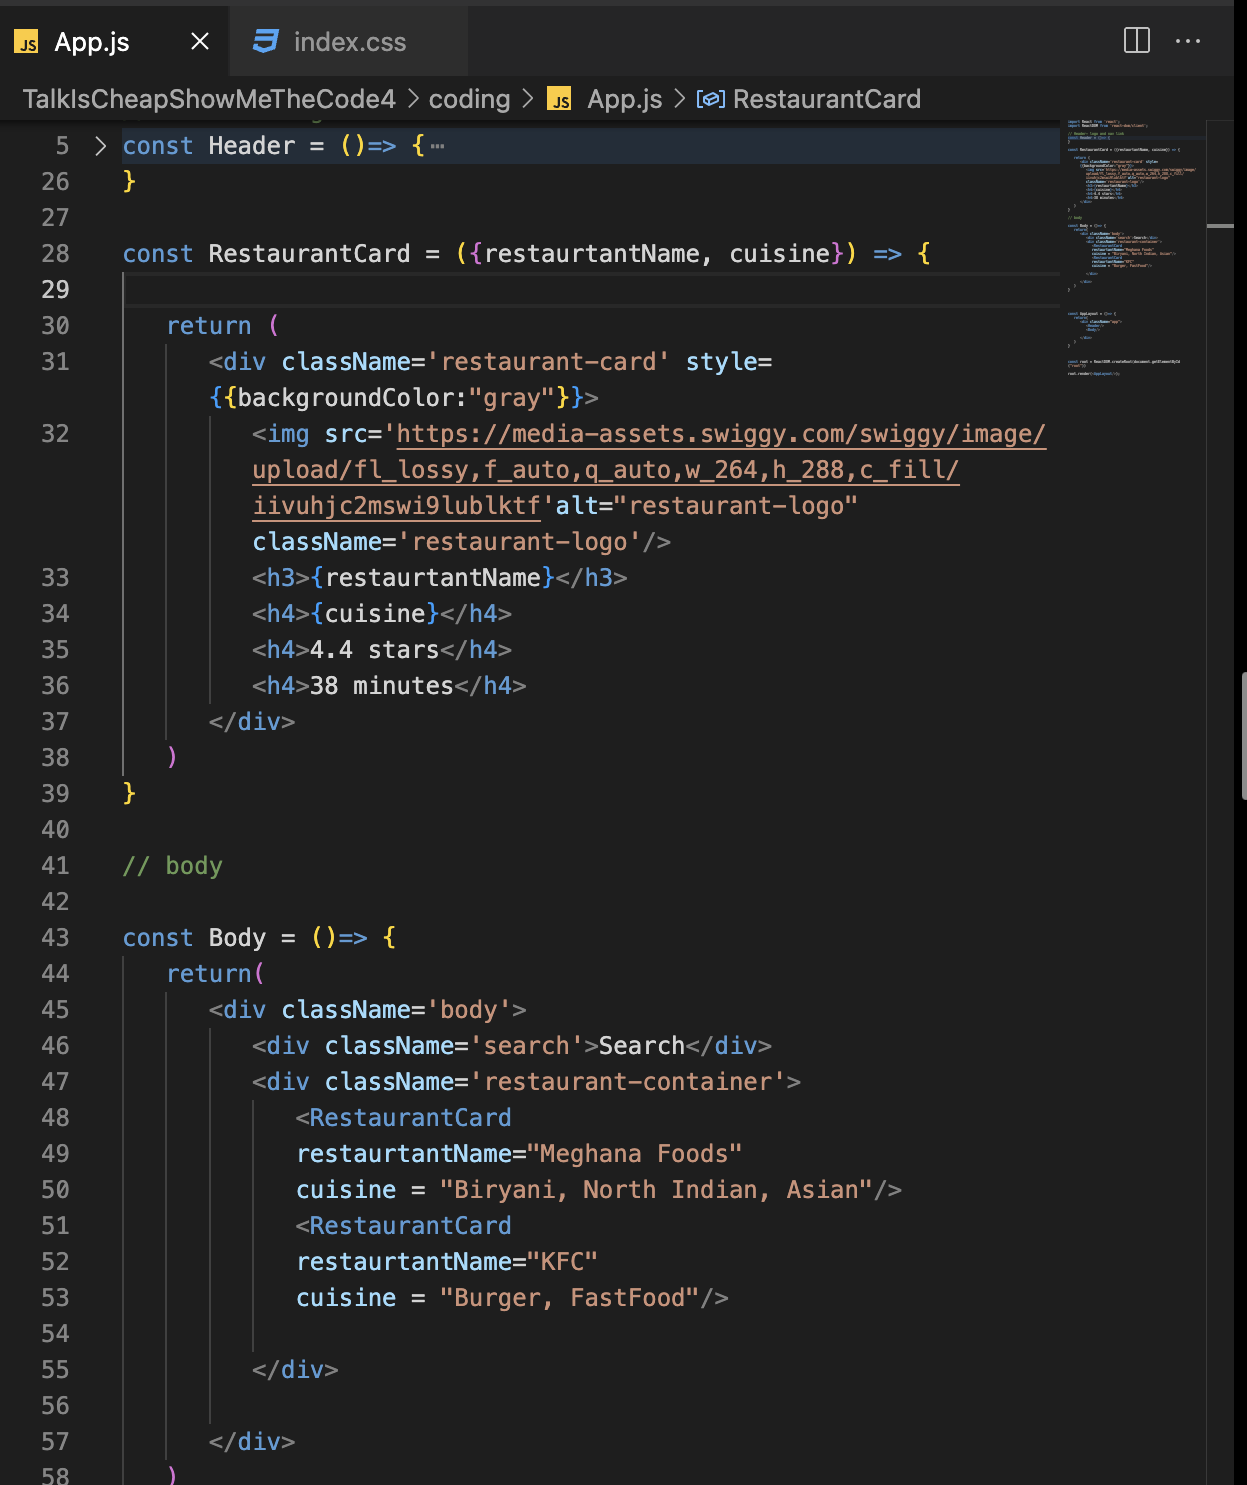 JS App.js × index.css ···
TalkIsCheapShowMeTheCode4 > coding > JS App.js > RestaurantCard
5 > const Header = ()=> {⋯
26 }
27
28 const RestaurantCard = ({restaurtantName, cuisine}) => {
29
30 return (
31 <div className='restaurant-card' style=
{{backgroundColor:"gray"}}>
32 <img src='https://media-assets.swiggy.com/swiggy/image/
upload/fl_lossy,f_auto,q_auto,w_264,h_288,c_fill/
iivuhjc2mswi9lublktf'alt="restaurant-logo"
className='restaurant-logo'/>
33 <h3>{restaurtantName}</h3>
34 <h4>{cuisine}</h4>
35 <h4>4.4 stars</h4>
36 <h4>38 minutes</h4>
37 </div>
38 )
39 }
40
41 // body
42
43 const Body = ()=> {
44 return(
45 <div className='body'>
46 <div className='search'>Search</div>
47 <div className='restaurant-container'>
48 <RestaurantCard
49 restaurtantName="Meghana Foods"
50 cuisine = "Biryani, North Indian, Asian"/>
51 <RestaurantCard
52 restaurtantName="KFC"
53 cuisine = "Burger, FastFood"/>
54
55 </div>
56
57 </div>
58 )